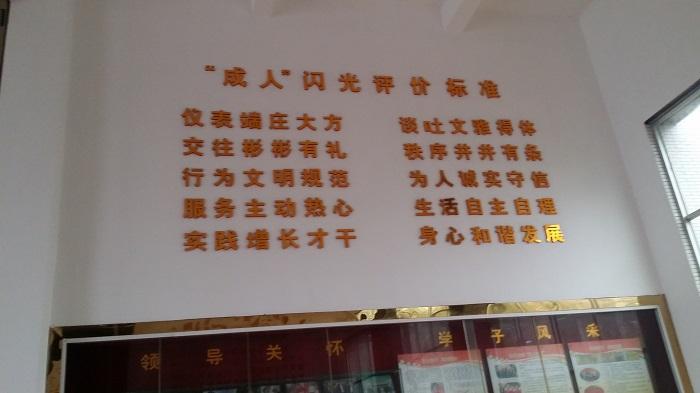 “成人”闪光评价标准
仪表端庄大方 谈吐文雅得体
交往彬彬有礼 秩序井井有条
行为文明规范 为人诚实守信
服务主动热心 生活自主自理
实践增长才干 身心和谐发展
领导关怀 学子风采